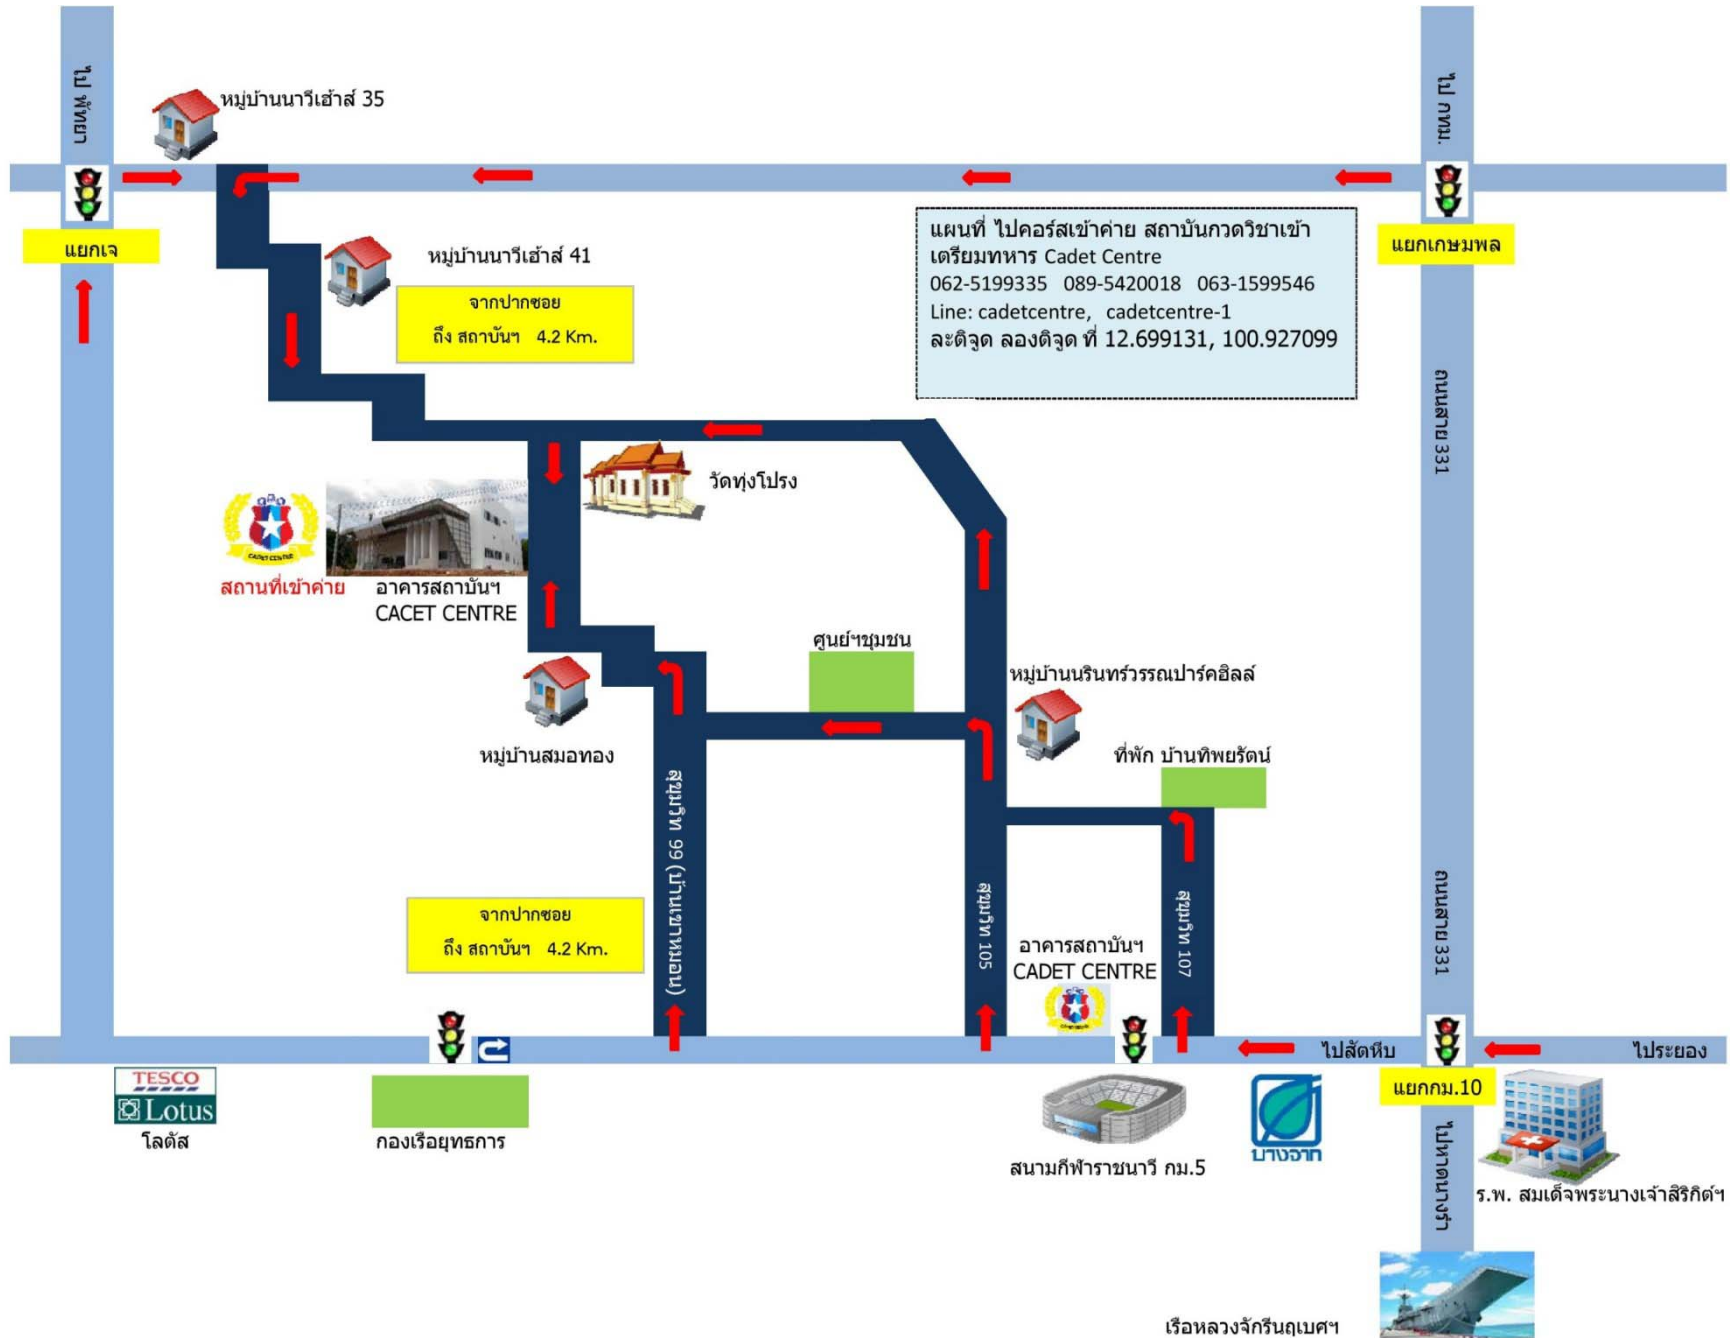 ไป พัทยา
ไป กทม.
หมู่บ้านนาวีเฮ้าส์ 35
แยกเจ
แยกเกษมพล
หมู่บ้านนาวีเฮ้าส์ 41
จากปากซอย
ถึง สถาบันฯ 4.2 Km.
แผนที่ ไปคอร์สเข้าค่าย สถาบันกวดวิชาเข้า
เตรียมทหาร Cadet Centre
062-5199335 089-5420018 063-1599546
Line: cadetcentre, cadetcentre-1
ละติจูด ลองติจูด ที่ 12.699131, 100.927099
ถนนสาย 331
วัดทุ่งโปรง
CADET CENTRE
สถานที่เข้าค่าย
อาคารสถาบันฯ
CACET CENTRE
ศูนย์ฯชุมชน
หมู่บ้านนรินทร์วรรณปาร์คฮิลล์
หมู่บ้านสมอทอง
ที่พัก บ้านทิพยรัตน์
สุขุมวิท 99 (บ้านเขาหมอน)
สุขุมวิท 105
สุขุมวิท 107
ถนนสาย 331
จากปากซอย
ถึง สถาบันฯ 4.2 Km.
อาคารสถาบันฯ
CADET CENTRE
ไปสัตหีบ
ไประยอง
แยกกม.10
TESCO
Lotus
โลตัส
กองเรือยุทธการ
สนามกีฬาราชนาวี กม.5
บางจาก
ไปหาดนางรำ
ร.พ. สมเด็จพระนางเจ้าสิริกิต์ฯ
เรือหลวงจักรีนฤเบศฯ